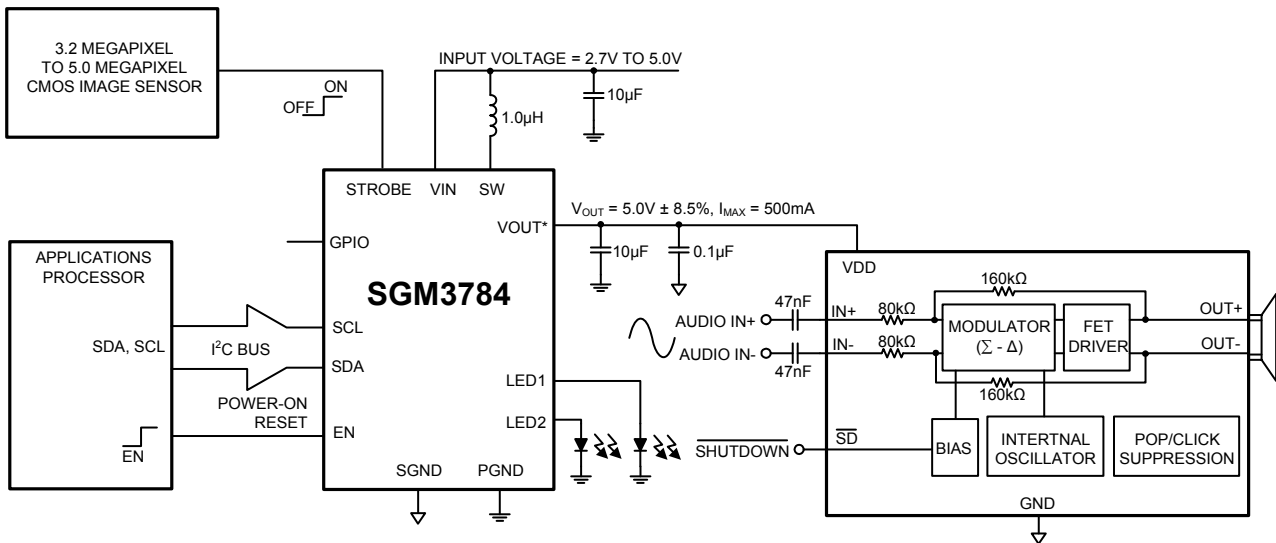 3.2 MEGAPIXEL
TO 5.0 MEGAPIXEL
CMOS IMAGE SENSOR
ON
OFF
INPUT VOLTAGE = 2.7V TO 5.0V
10µF
1.0µH
STROBE VIN SW
VOUT*
GPIO
SGM3784
SCL
SDA
EN
LED1
LED2
SGND
PGND
APPLICATIONS
PROCESSOR
SDA, SCL
I²C BUS
POWER-ON
RESET
EN
VOUT = 5.0V ± 8.5%, IMAX = 500mA
10µF
0.1µF
VDD
160kΩ
47nF
AUDIO IN+
IN+
80kΩ
MODULATOR
(Σ - Δ)
FET
DRIVER
OUT+
AUDIO IN-
IN-
80kΩ
OUT-
47nF
160kΩ
SHUTDOWN
SD
BIAS
INTERTNAL
OSCILLATOR
POP/CLICK
SUPPRESSION
GND